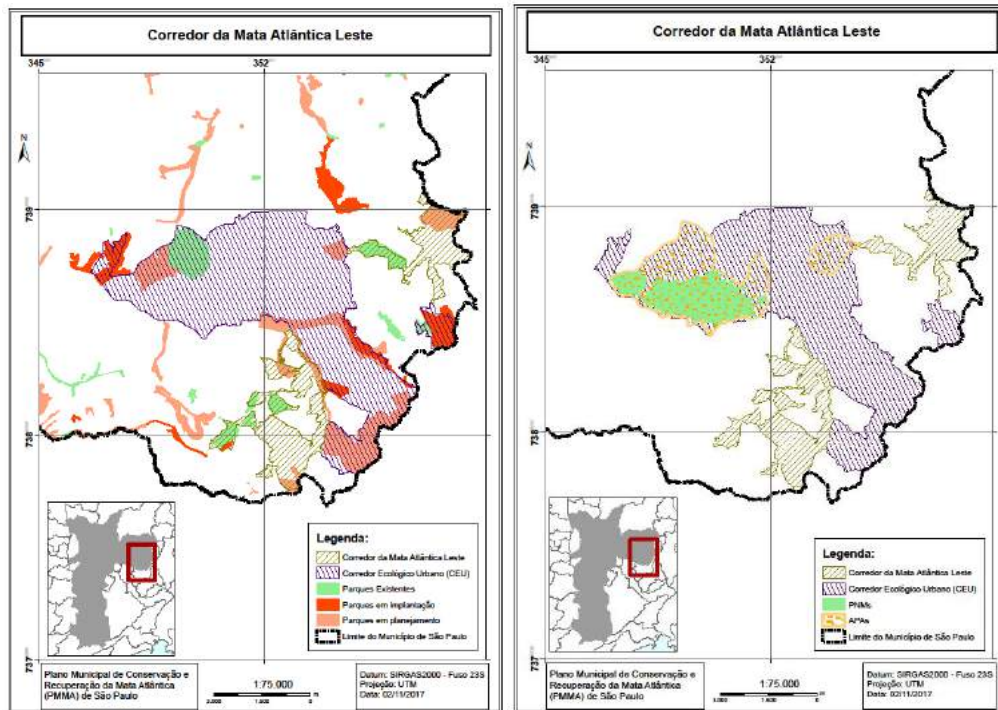 Corredor da Mata Atlântica Leste
345
352
N
739
738
737
Legenda:
Corredor da Mata Atlântica Leste
Corredor Ecológico Urbano (CEU)
Parques Existentes
Parques em implantação
Parques em planejamento
Limite do Município de São Paulo
Plano Municipal de Conservação e
Recuperação da Mata Atlântica
(PMMA) de São Paulo
1:75.000
Datum: SIRGAS2000 - Fuso 23S
Projeção: UTM
Data: 02/11/2017
Corredor da Mata Atlântica Leste
345
352
N
739
738
737
Legenda:
Corredor da Mata Atlântica Leste
Corredor Ecológico Urbano (CEU)
PNMs
APAs
Limite do Município de São Paulo
Plano Municipal de Conservação e
Recuperação da Mata Atlântica
(PMMA) de São Paulo
1:75.000
Datum: SIRGAS2000 - Fuso 23S
Projeção: UTM
Data: 02/11/2017